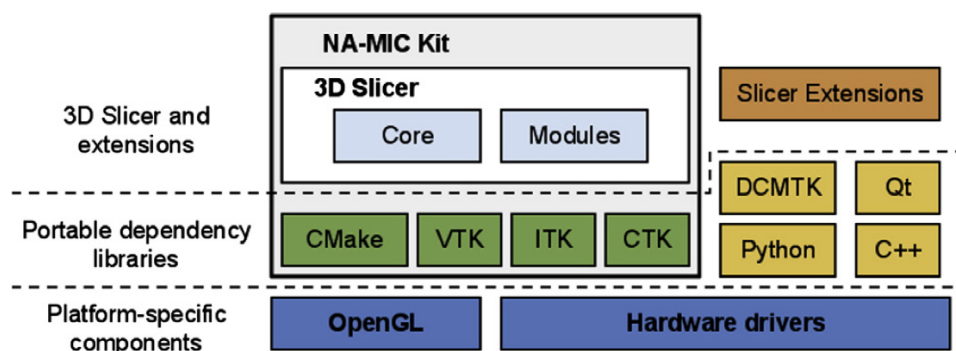 NA-MIC Kit
3D Slicer
Core
Modules
Slicer Extensions
3D Slicer and
extensions
DCMTK
Qt
Portable dependency
libraries
CMake
VTK
ITK
CTK
Python
C++
Platform-specific
components
OpenGL
Hardware drivers